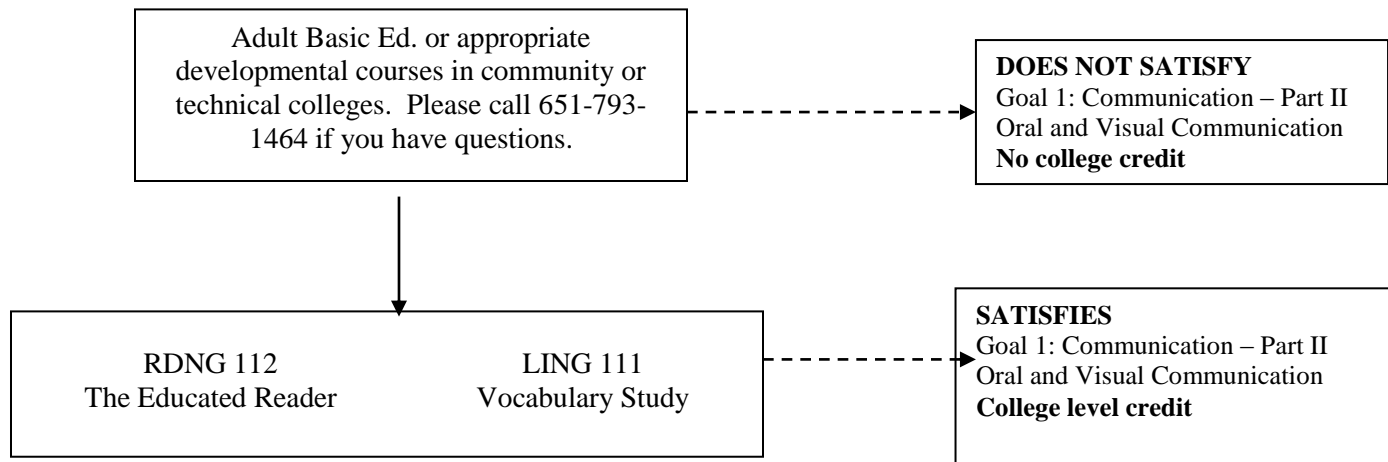 Adult Basic Ed. or appropriate
developmental courses in community or
technical colleges.  Please call 651-793-
1464 if you have questions.
DOES NOT SATISFY
Goal 1: Communication – Part II
Oral and Visual Communication
No college credit
RDNG 112
The Educated Reader
LING 111
Vocabulary Study
SATISFIES
Goal 1: Communication – Part II
Oral and Visual Communication
College level credit